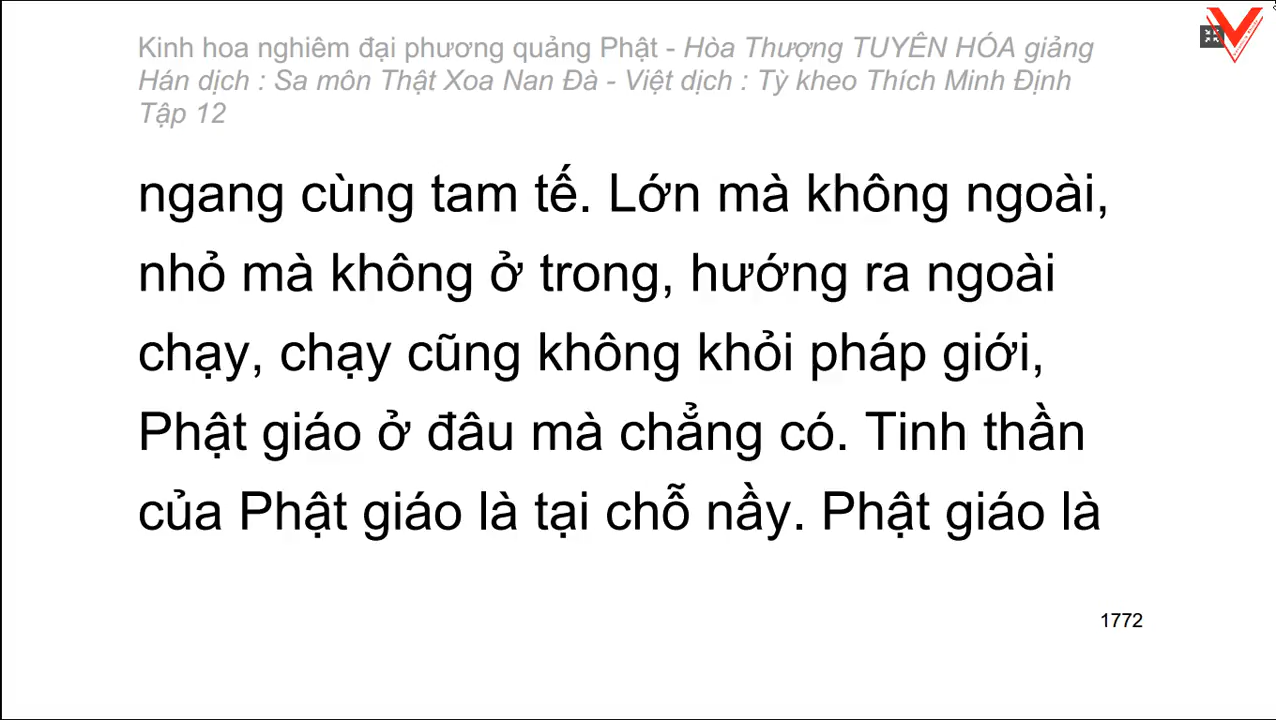 Kinh hoa nghiêm đại phương quảng Phật - Hòa Thượng TUYÊN HÓA giảng
Hán dịch : Sa môn Thật Xoa Nan Đà - Việt dịch : Tỳ kheo Thích Minh Định
Tập 12
ngang cùng tam tế. Lớn mà không ngoài,
nhỏ mà không ở trong, hướng ra ngoài
chạy, chạy cũng không khỏi pháp giới,
Phật giáo ở đâu mà chẳng có. Tinh thần
của Phật giáo là tại chỗ nầy. Phật giáo là
1772